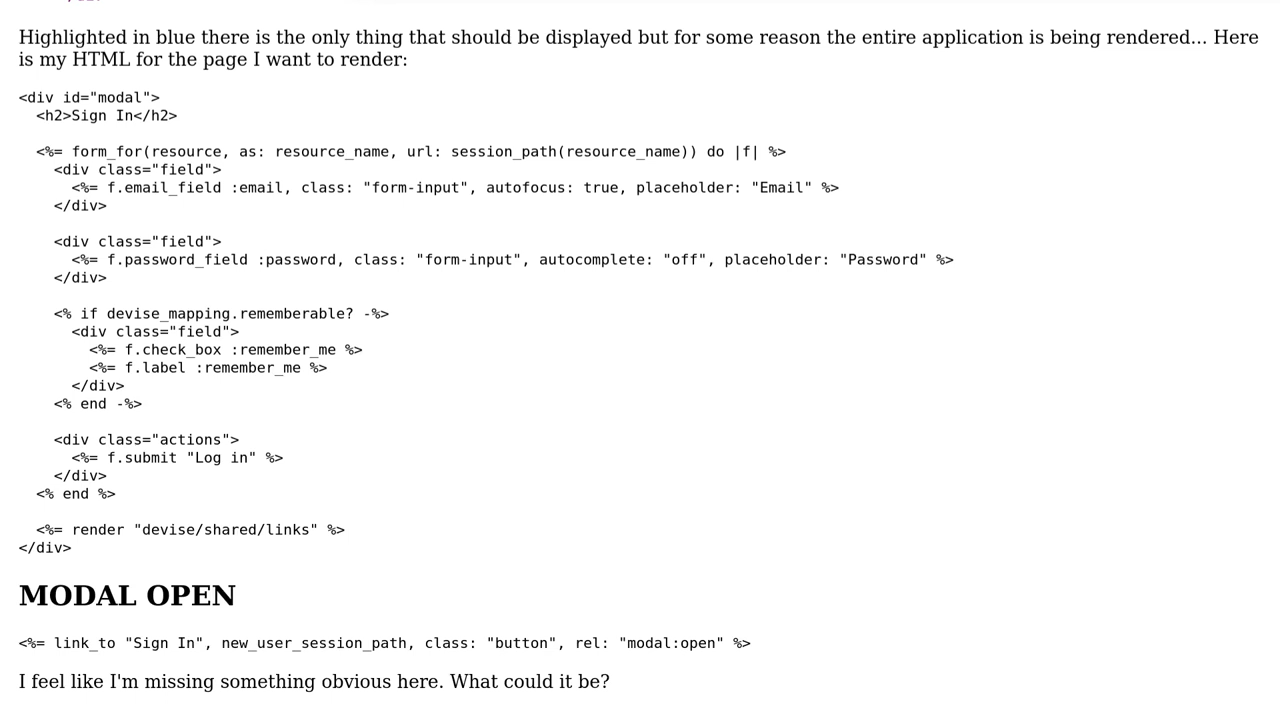 Highlighted in blue there is the only thing that should be displayed but for some reason the entire application is being rendered... Here
is my HTML for the page I want to render:
<div id="modal">
  <h2>Sign In</h2>
  <%= form_for(resource, as: resource_name, url: session_path(resource_name)) do |f| %>
    <div class="field">
      <%= f.email_field :email, class: "form-input", autofocus: true, placeholder: "Email" %>
    </div>
    <div class="field">
      <%= f.password_field :password, class: "form-input", autocomplete: "off", placeholder: "Password" %>
    </div>
    <% if devise_mapping.rememberable? -%>
      <div class="field">
        <%= f.check_box :remember_me %>
        <%= f.label :remember_me %>
      </div>
    <% end -%>
    <div class="actions">
      <%= f.submit "Log in" %>
    </div>
  <% end %>
  <%= render "devise/shared/links" %>
</div>
MODAL OPEN
<%= link_to "Sign In", new_user_session_path, class: "button", rel: "modal:open" %>
I feel like I'm missing something obvious here. What could it be?